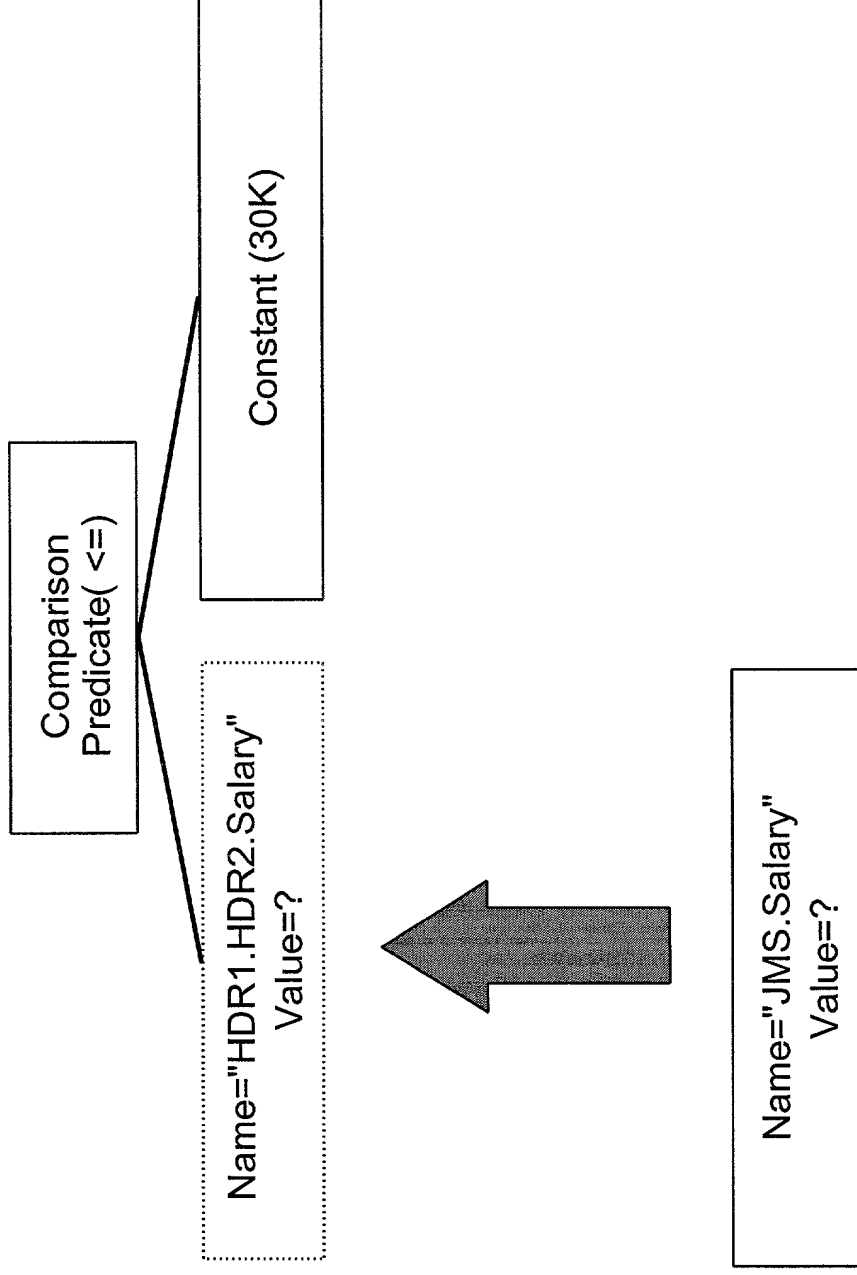 Comparison
Predicate( <=)
Name="HDR1.HDR2.Salary"
Value=?
Constant (30K)
Name="JMS.Salary"
Value=?